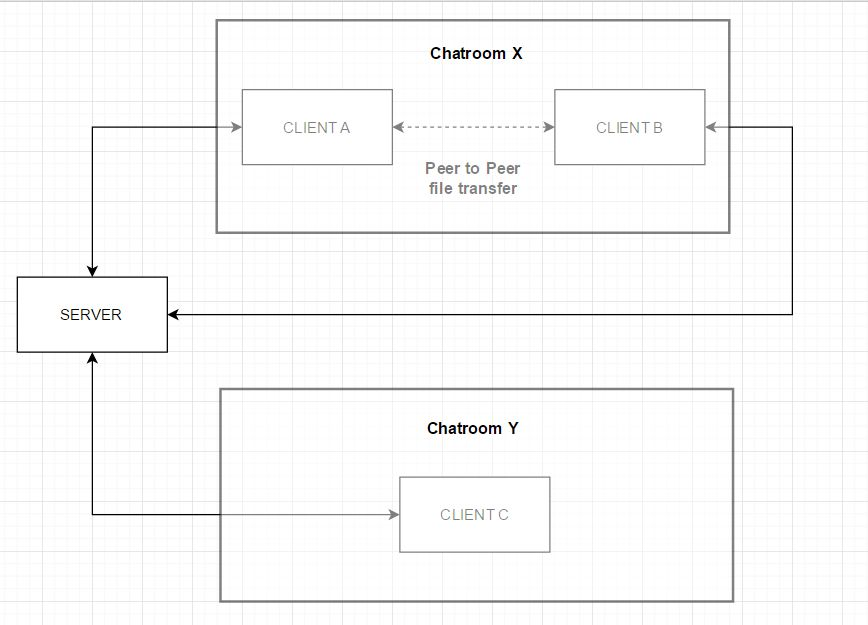 Chatroom X
CLIENT A
CLIENT B
Peer to Peer
file transfer
SERVER
Chatroom Y
CLIENT C